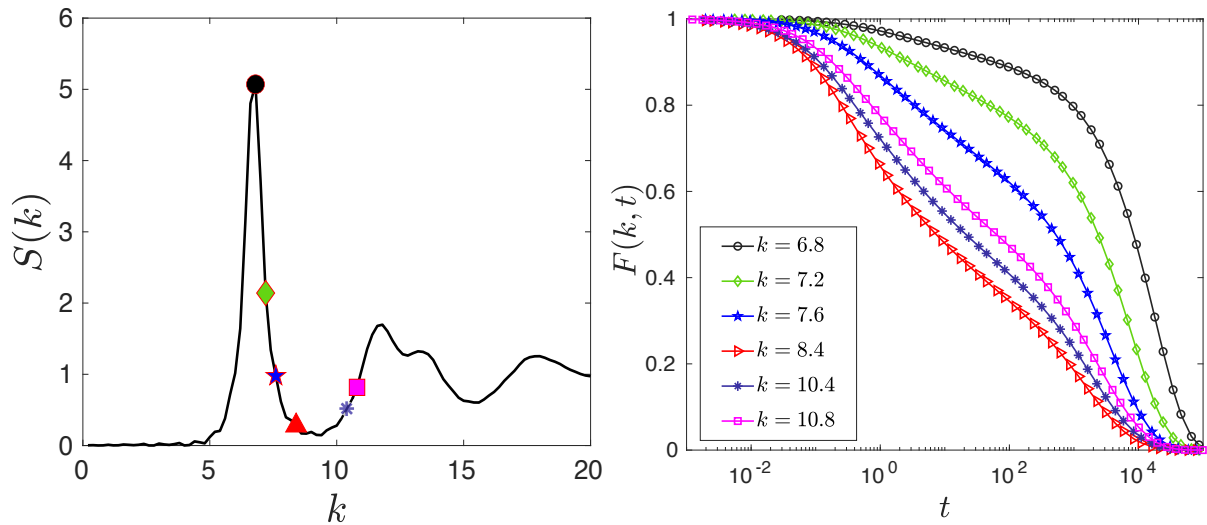 6
5
4
3
2
1
0
0
5
10
15
20
S(k)
k
1
0.8
0.6
0.4
0.2
0
10^-2
10^0
10^2
10^4
F(k, t)
t
k = 6.8
k = 7.2
k = 7.6
k = 8.4
k = 10.4
k = 10.8